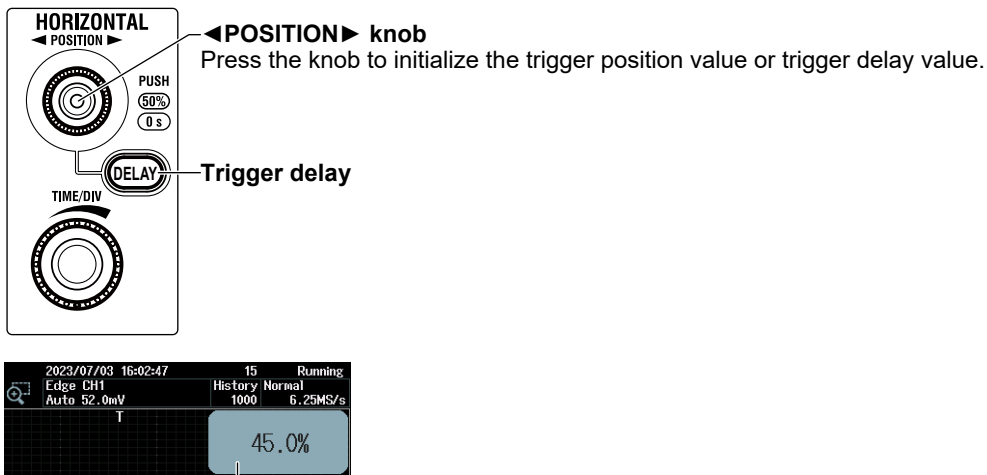 HORIZONTAL
◄ POSITION ►
PUSH
50%
0 s
DELAY
TIME/DIV
◄POSITION► knob
Press the knob to initialize the trigger position value or trigger delay value.
Trigger delay
2023/07/03 16:02:47 15 Running
Edge CH1 History Normal
Auto 52.0mV 1000 6.25MS/s
T
45.0%